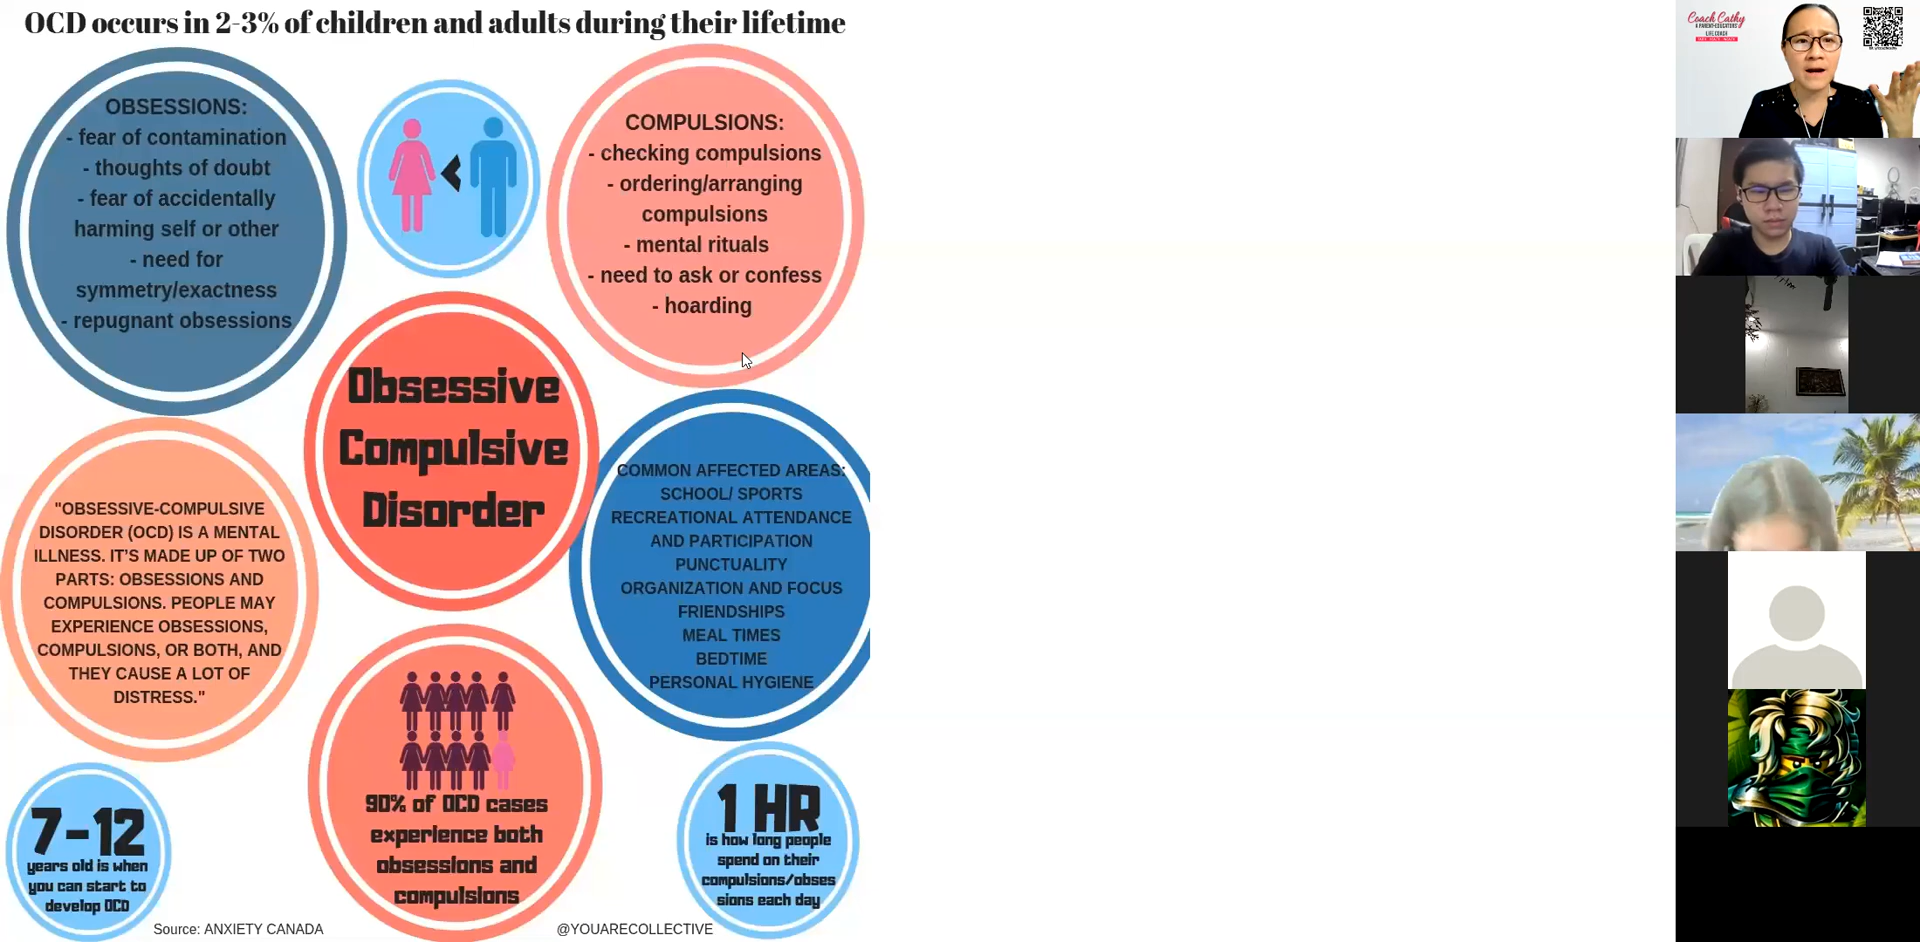 OCD occurs in 2-3% of children and adults during their lifetime
OBSESSIONS:
- fear of contamination
- thoughts of doubt
- fear of accidentally
harming self or other
- need for
symmetry/exactness
- repugnant obsessions
COMPULSIONS:
- checking compulsions
- ordering/arranging
compulsions
- mental rituals
- need to ask or confess
- hoarding
Obsessive
Compulsive
Disorder
"OBSESSIVE-COMPULSIVE
DISORDER (OCD) IS A MENTAL
ILLNESS. IT'S MADE UP OF TWO
PARTS: OBSESSIONS AND
COMPULSIONS. PEOPLE MAY
EXPERIENCE OBSESSIONS,
COMPULSIONS, OR BOTH, AND
THEY CAUSE A LOT OF
DISTRESS."
COMMON AFFECTED AREAS:
SCHOOL/ SPORTS
RECREATIONAL ATTENDANCE
AND PARTICIPATION
PUNCTUALITY
ORGANIZATION AND FOCUS
FRIENDSHIPS
MEAL TIMES
BEDTIME
PERSONAL HYGIENE
7-12
years old is when
you can start to
develop OCD
90% of OCD cases
experience both
obsessions and
compulsions
1 HR
is how long people
spend on their
compulsions/obses
sions each day
Source: ANXIETY CANADA
@YOUARECOLLECTIVE
Coach Cathy
A PARENT-EDUCATORS'
LIFE COACH